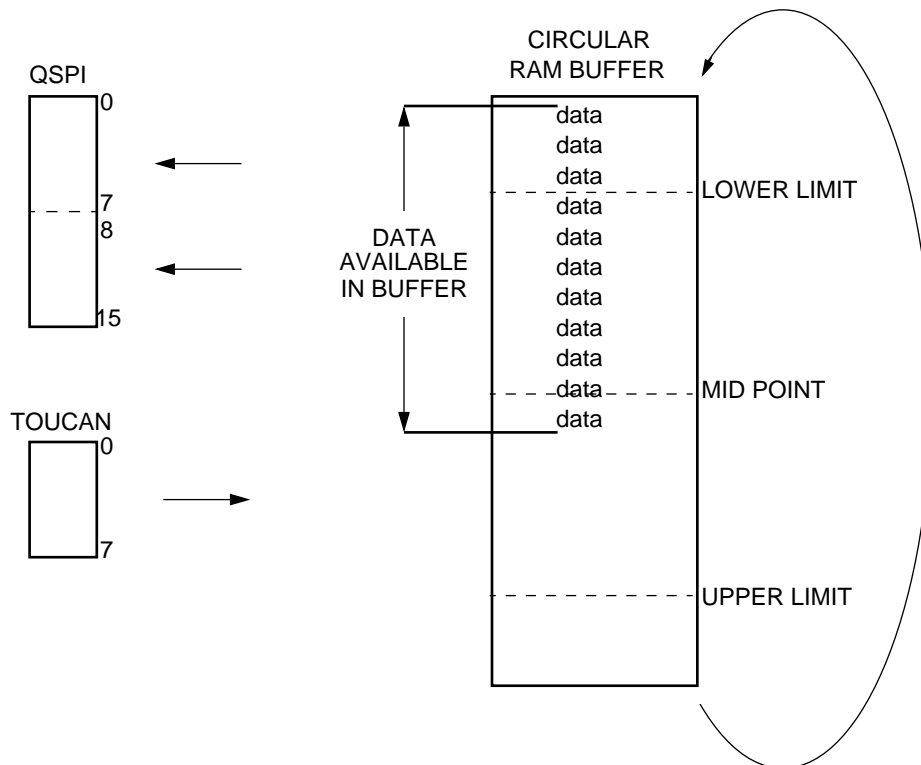 CIRCULAR
RAM BUFFER
QSPI
0
7
8
15
DATA
AVAILABLE
IN BUFFER
data
data
data
LOWER LIMIT
data
data
data
data
data
data
data
MID POINT
data
UPPER LIMIT
TOUCAN
0
7